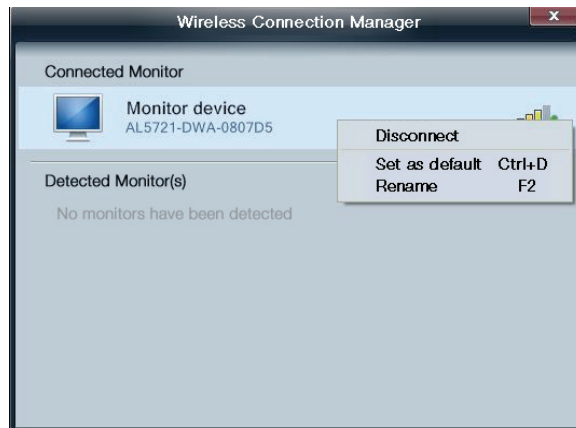 Wireless Connection Manager
x
Connected Monitor
Monitor device
AL5721-DWA-0807D5
Disconnect
Set as default Ctrl+D
Rename F2
Detected Monitor(s)
No monitors have been detected